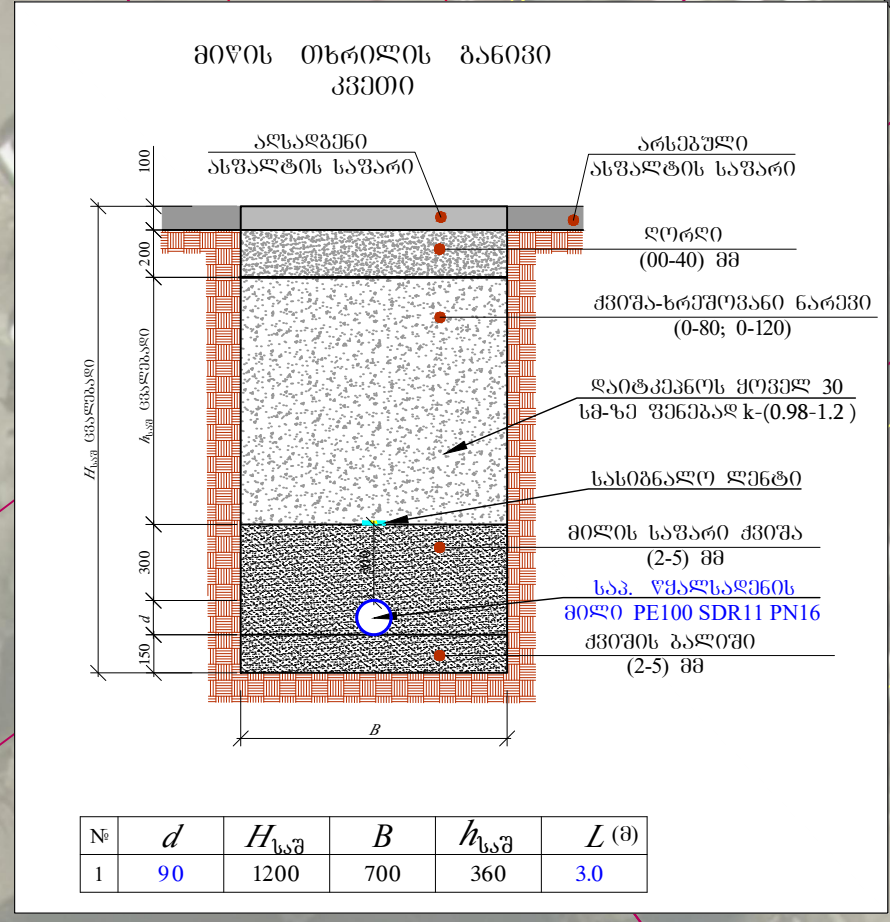 მიწის თხრილის განივი
კვეთი
აღსადგენი
ასფალტის საფარი
არსებული
ასფალტის საფარი
100
ღორღი
(00-40) მმ
200
ქვიშა-ხრეშოვანი ნარევი
(0-80; 0-120)
Hსაშ ცვალებადი
hსაშ ცვალებადი
დაიტკეპნოს ყოველ 30
სმ-ზე ფენებად k-(0.98-1.2 )
სასიგნალო ლენტი
მილის საფარი ქვიშა
(2-5) მმ
300
300
საპ. წყალსადენის
მილი PE100 SDR11 PN16
d
ქვიშის ბალიში
(2-5) მმ
150
B
№ d Hსაშ B hსაშ L (მ)
1 90 1200 700 360 3.0